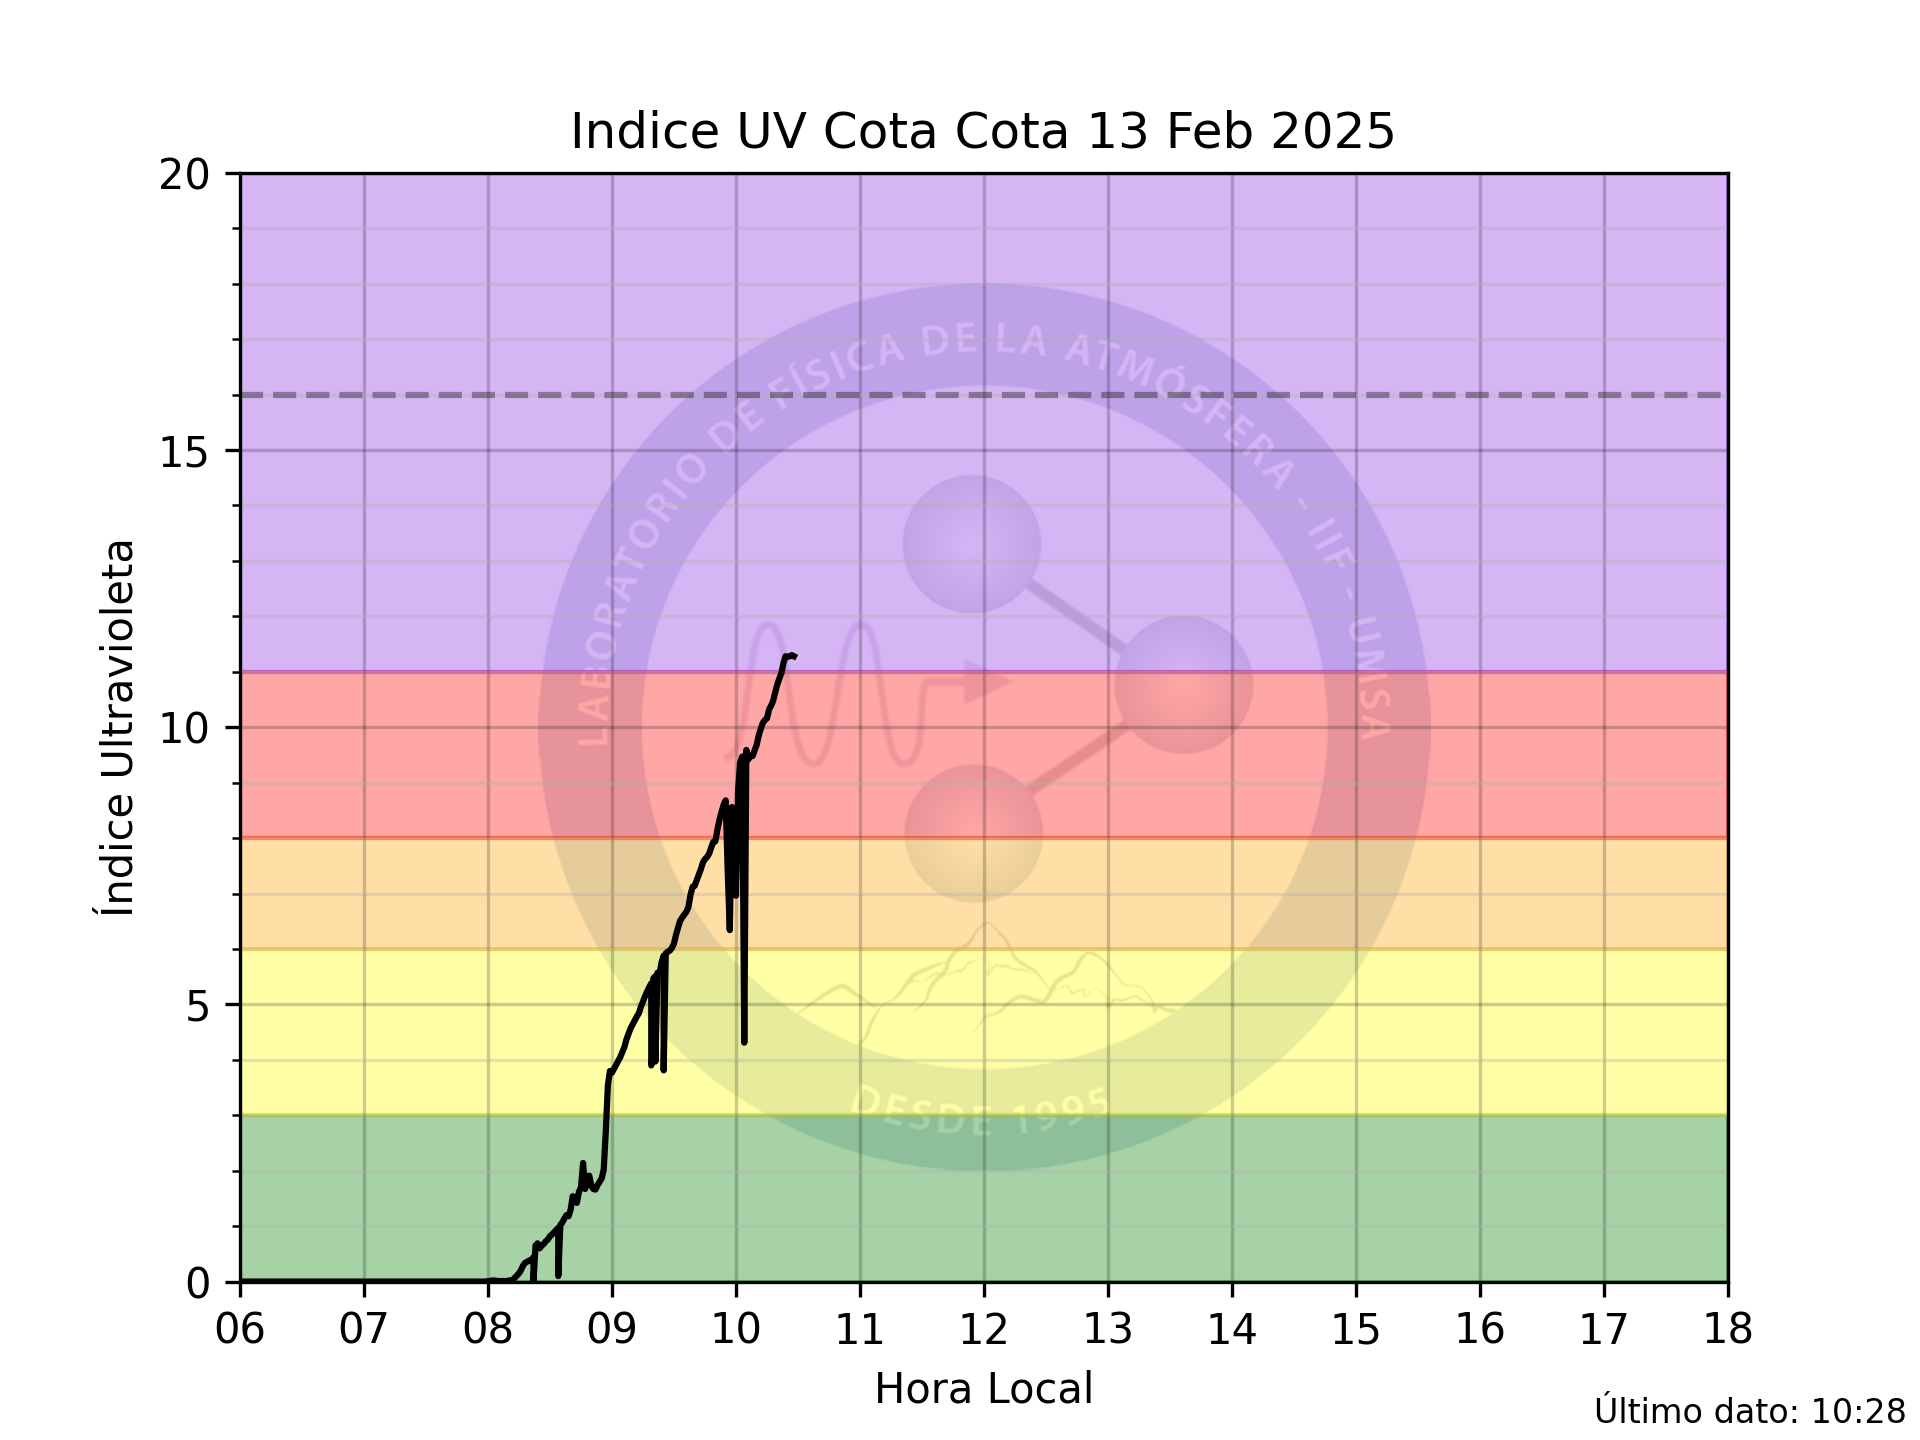 Indice UV Cota Cota 13 Feb 2025
20
15
10
5
0
Índice Ultravioleta
LABORATORIO DE FÍSICA DE LA ATMÓSFERA - IIF - UMSA
DESDE 1995
06 07 08 09 10 11 12 13 14 15 16 17 18
Hora Local
Último dato: 10:28